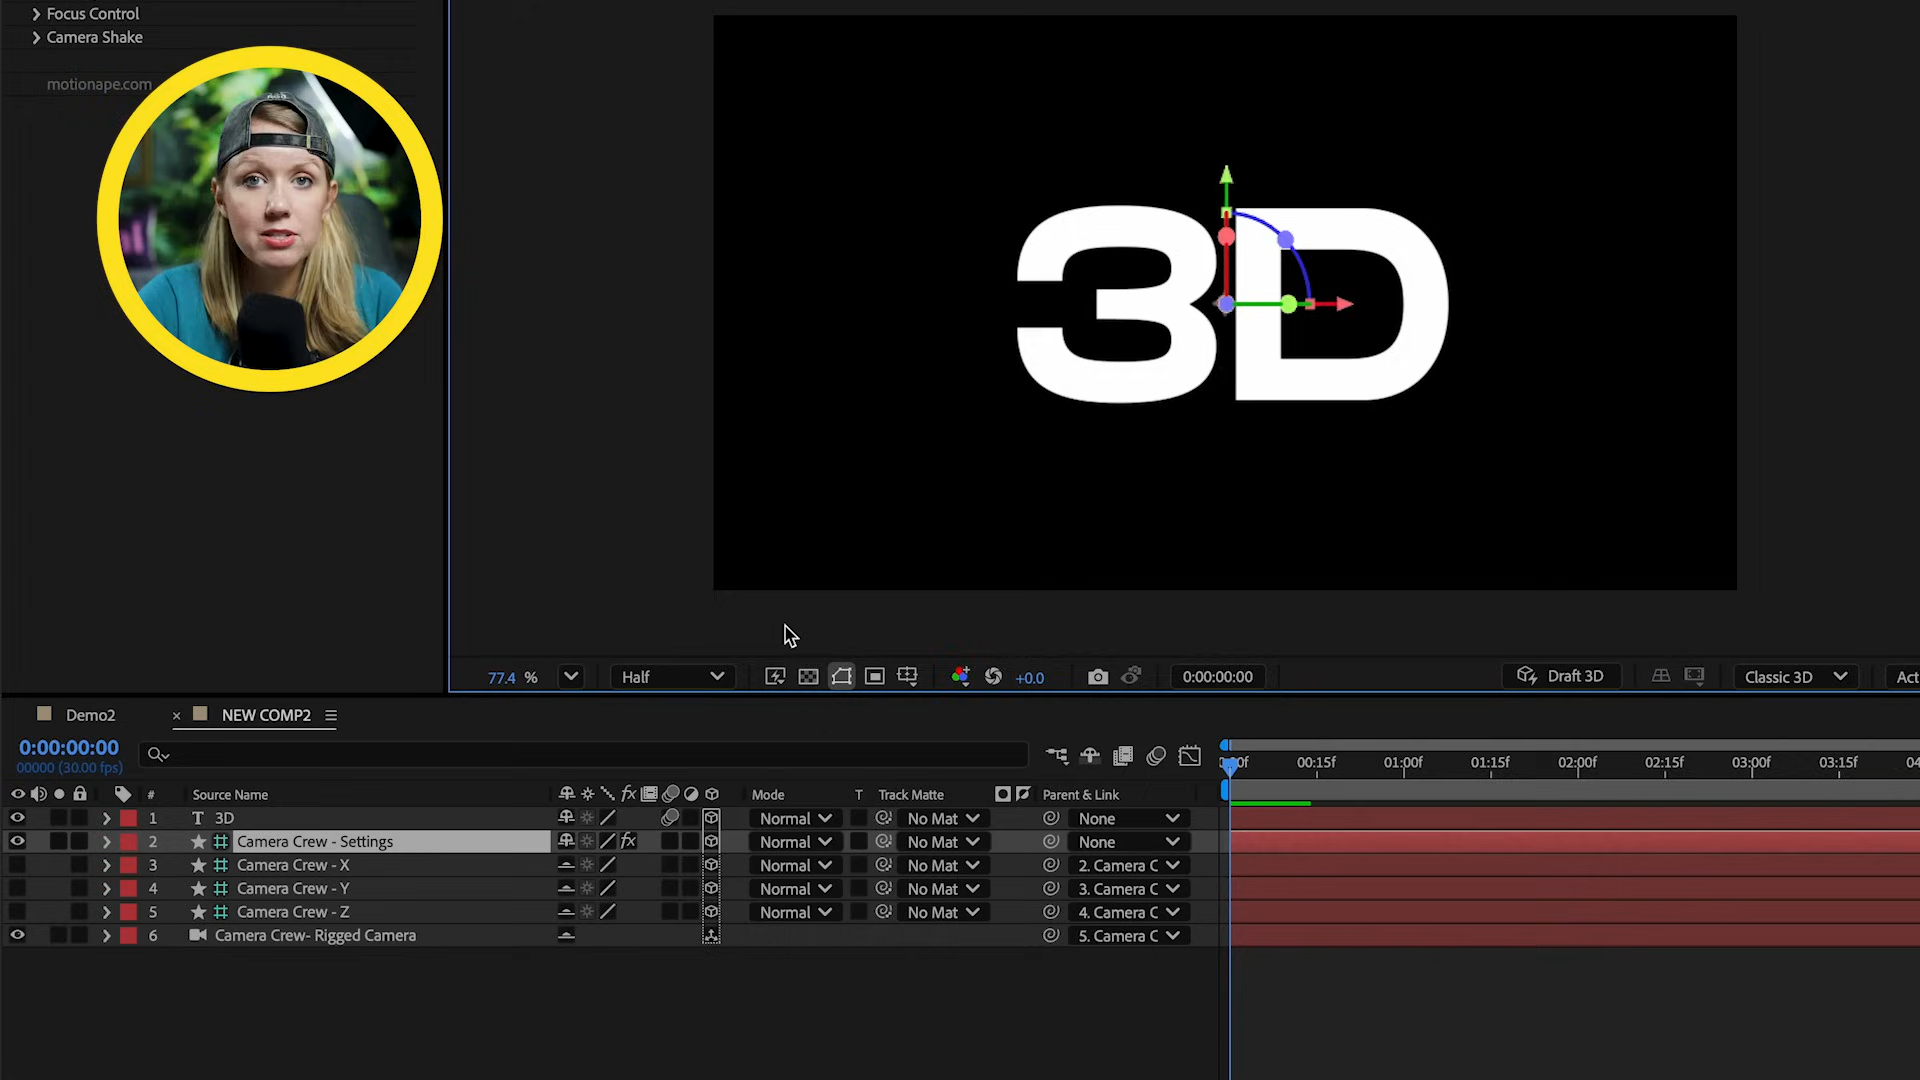 Focus Control
Camera Shake
motionape.com
3D
77.4 %
Half
+0.0
0:00:00:00
Draft 3D
Classic 3D
Act
Demo2
× NEW COMP2
0:00:00:00
00000 (30.00 fps)
00:15f 01:00f 01:15f 02:00f 02:15f 03:00f 03:15f 04
# Source Name fx Mode T Track Matte Parent & Link
1 T 3D Normal No Mat None
2 Camera Crew - Settings fx Normal No Mat None
3 Camera Crew - X Normal No Mat 2. Camera C
4 Camera Crew - Y Normal No Mat 3. Camera C
5 Camera Crew - Z Normal No Mat 4. Camera C
6 Camera Crew- Rigged Camera 5. Camera C